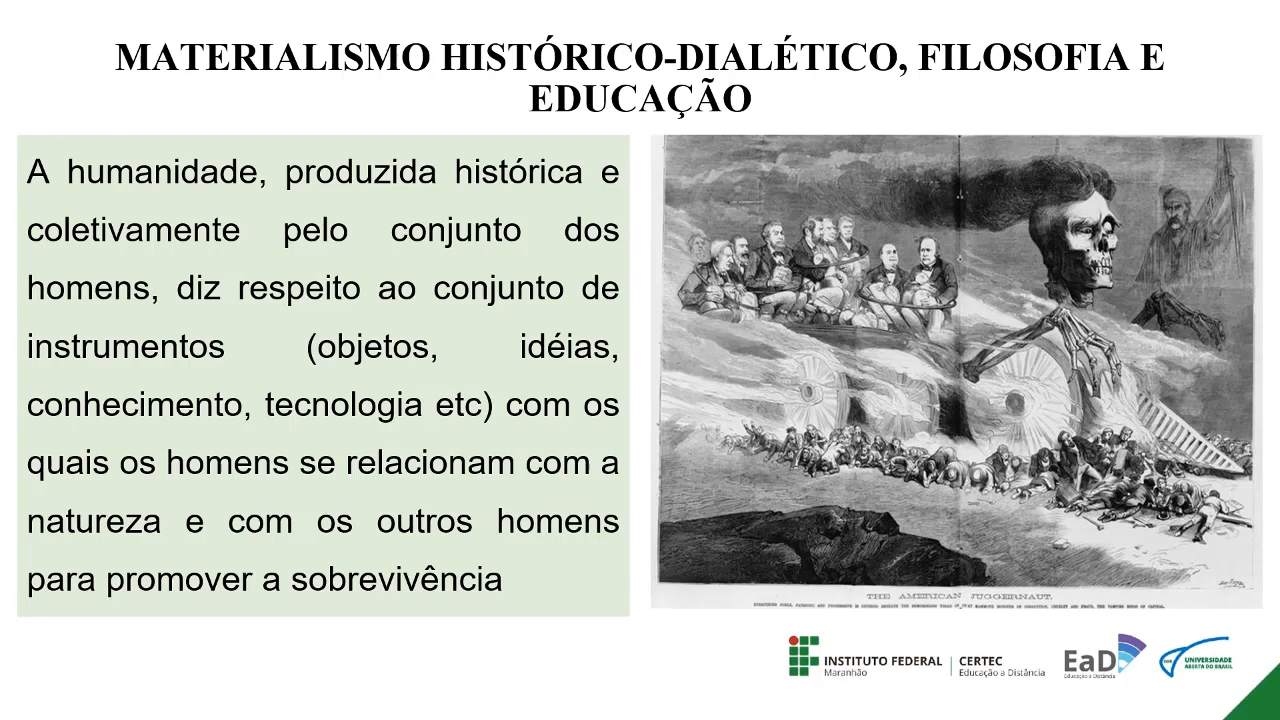 MATERIALISMO HISTÓRICO-DIALÉTICO, FILOSOFIA E
EDUCAÇÃO
A humanidade, produzida histórica e
coletivamente pelo conjunto dos
homens, diz respeito ao conjunto de
instrumentos (objetos, idéias,
conhecimento, tecnologia etc) com os
quais os homens se relacionam com a
natureza e com os outros homens
para promover a sobrevivência
THE AMERICAN JUGGERNAUT.
INSTITUTO FEDERAL
Maranhão
CERTEC
Educação a Distância
EaD
Educação a Distância
UNIVERSIDADE
ABERTA DO BRASIL